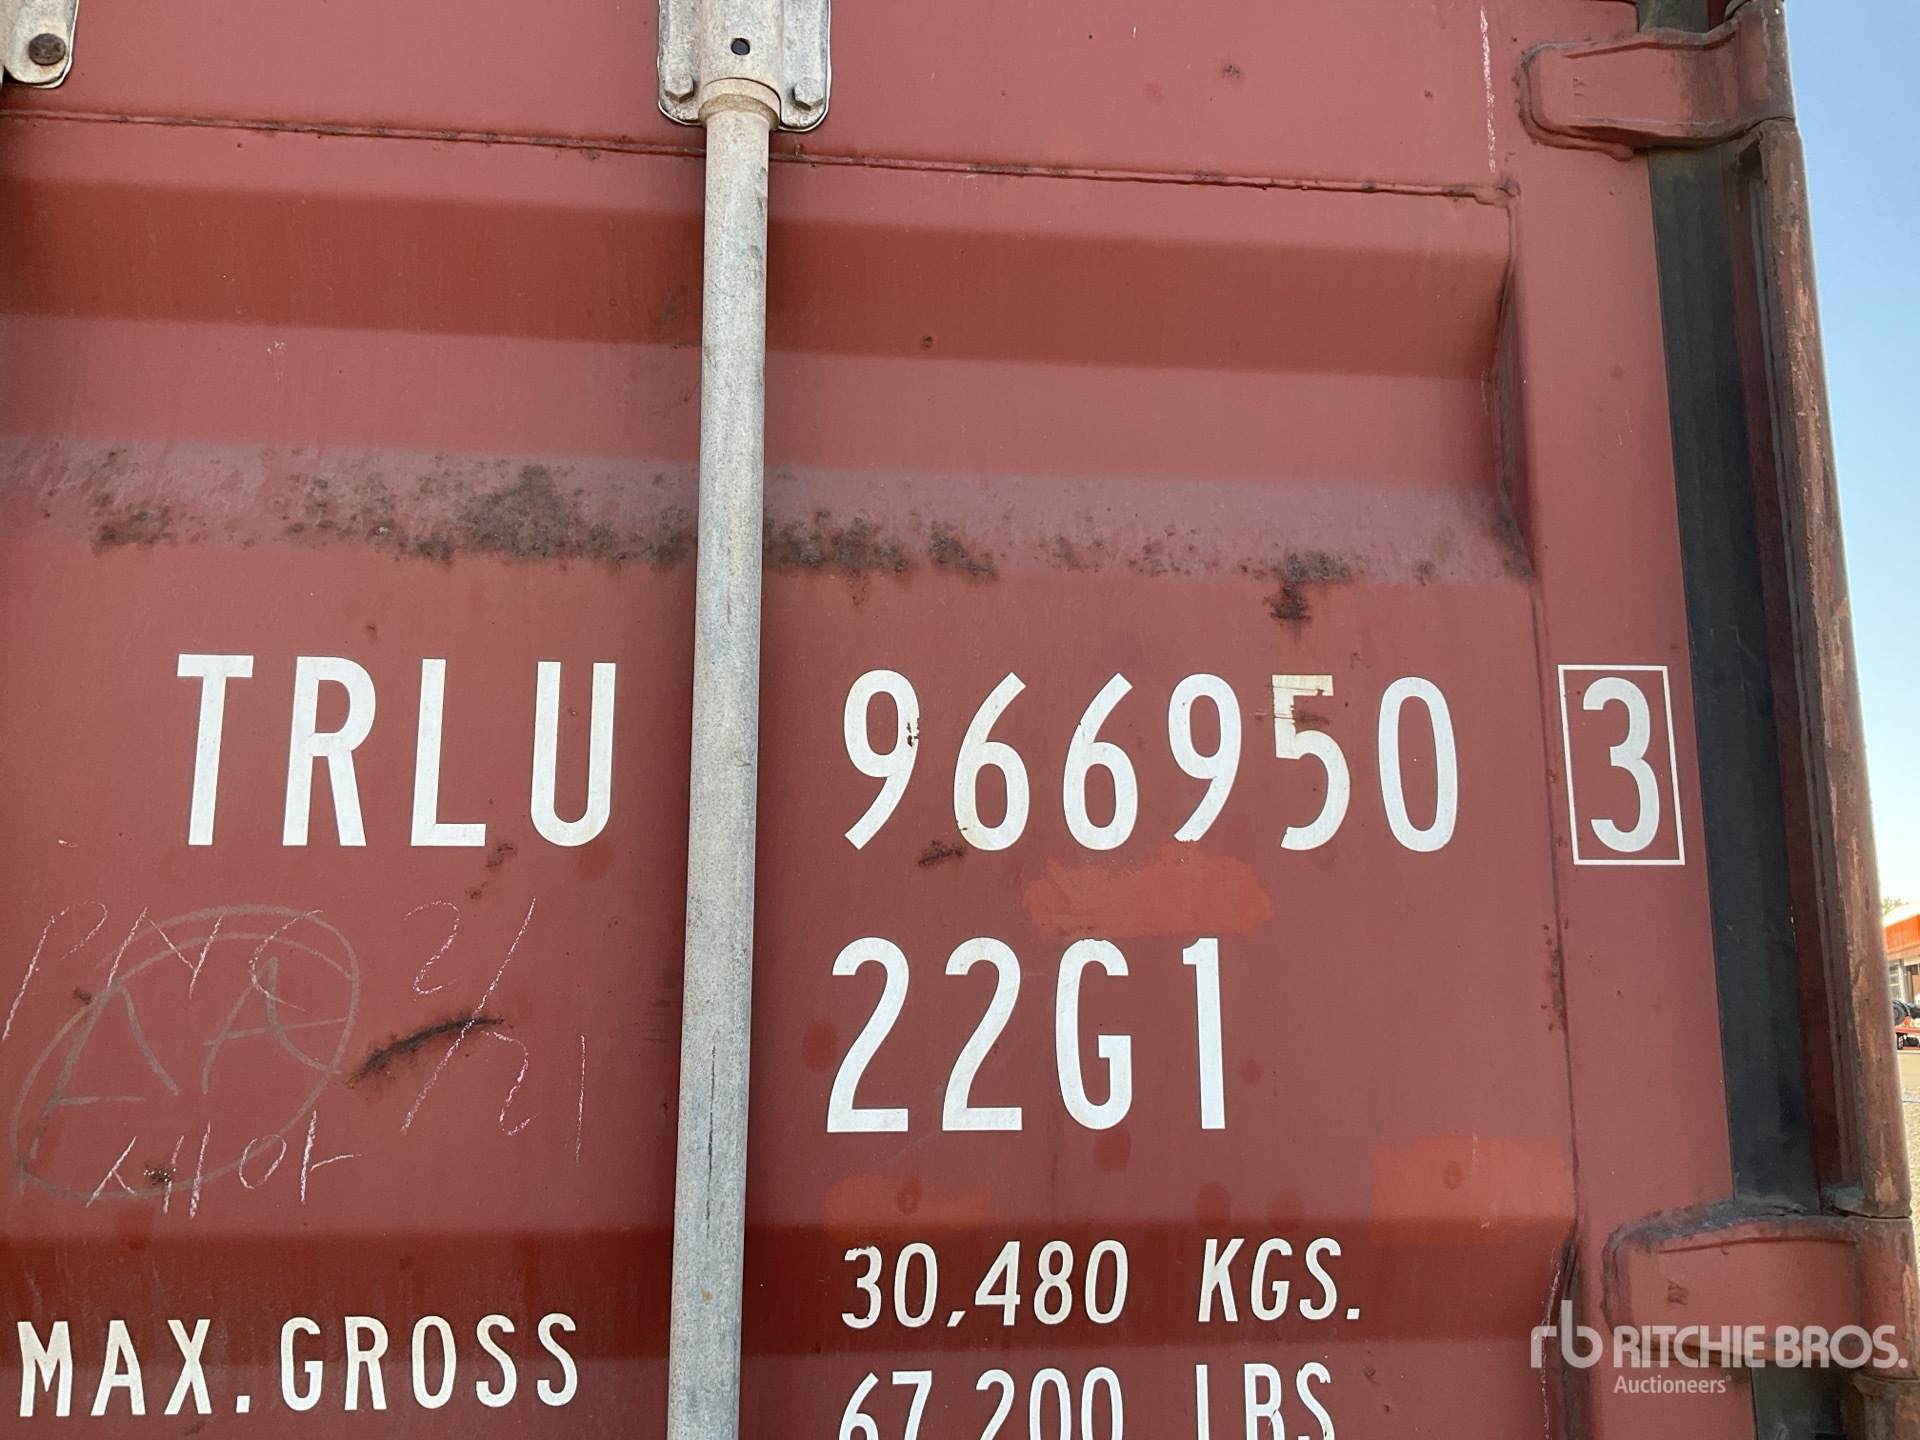 TRLU 966950 3
22G1
MAX.GROSS 30,480 KGS.
67,200 LBS
RITCHIE BROS.
Auctioneers